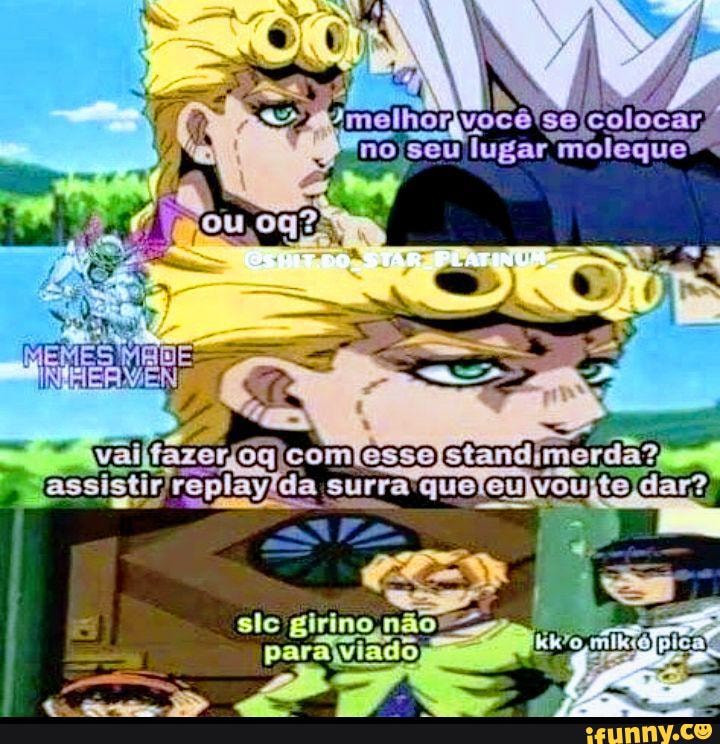 melhor você se colocar
no seu lugar moleque
ou oq?
@SHIT.DO_STAR_PLATINUM_
MEMES MADE
IN HEAVEN
vai fazer oq com esse stand merda?
assistir replay da surra que eu vou te dar?
slc girino não
para viado
kk o mlk é pica
ifunny.co